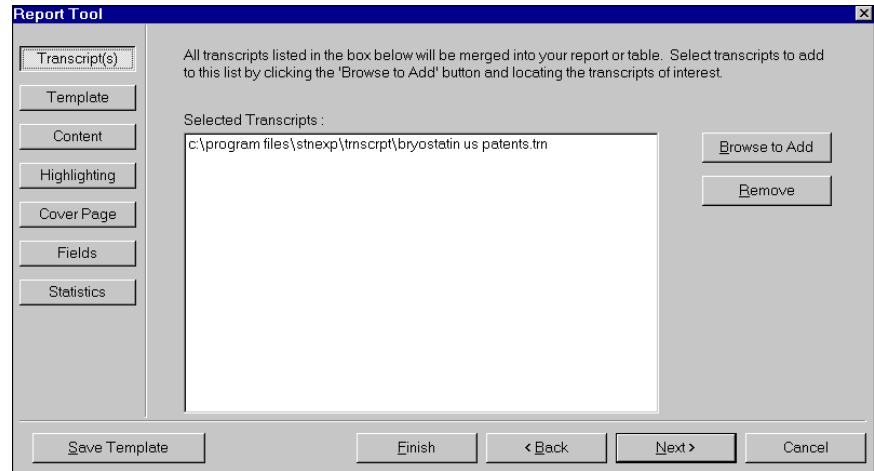 Report Tool
Transcript(s)
Template
Content
Highlighting
Cover Page
Fields
Statistics
All transcripts listed in the box below will be merged into your report or table. Select transcripts to add
to this list by clicking the 'Browse to Add' button and locating the transcripts of interest.
Selected Transcripts :
c:\program files\stnexp\trnscrpt\bryostatin us patents.trn
Browse to Add
Remove
Save Template
Finish
< Back
Next >
Cancel